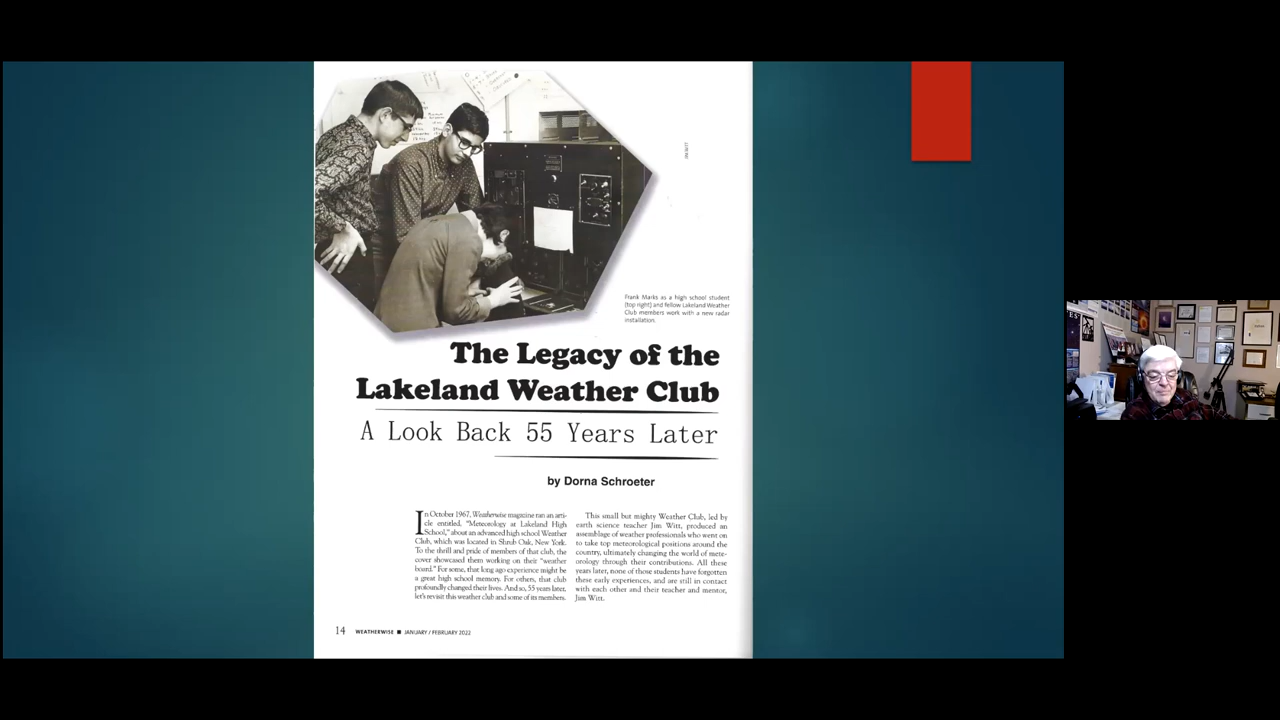 Frank Marks as a high school student
(top right) and fellow Lakeland Weather
Club members work with a new radar
installation.
The Legacy of the
Lakeland Weather Club
A Look Back 55 Years Later
by Dorna Schroeter
In October 1967, Weatherwise magazine ran an arti-
cle entitled, "Meteorology at Lakeland High
School," about an advanced high school Weather
Club, which was located in Shrub Oak, New York.
To the thrill and pride of members of that club, the
cover showcased them working on their "weather
board." For some, that long ago experience might be
a great high school memory. For others, that club
profoundly changed their lives. And so, 55 years later,
let's revisit this weather club and some of its members.
This small but mighty Weather Club, led by
earth science teacher Jim Witt, produced an
assemblage of weather professionals who went on
to take top meteorological positions around the
country, ultimately changing the world of mete-
orology through their contributions. All these
years later, none of those students have forgotten
these early experiences, and are still in contact
with each other and their teacher and mentor,
Jim Witt.
14 WEATHERWISE ■ JANUARY / FEBRUARY 2022